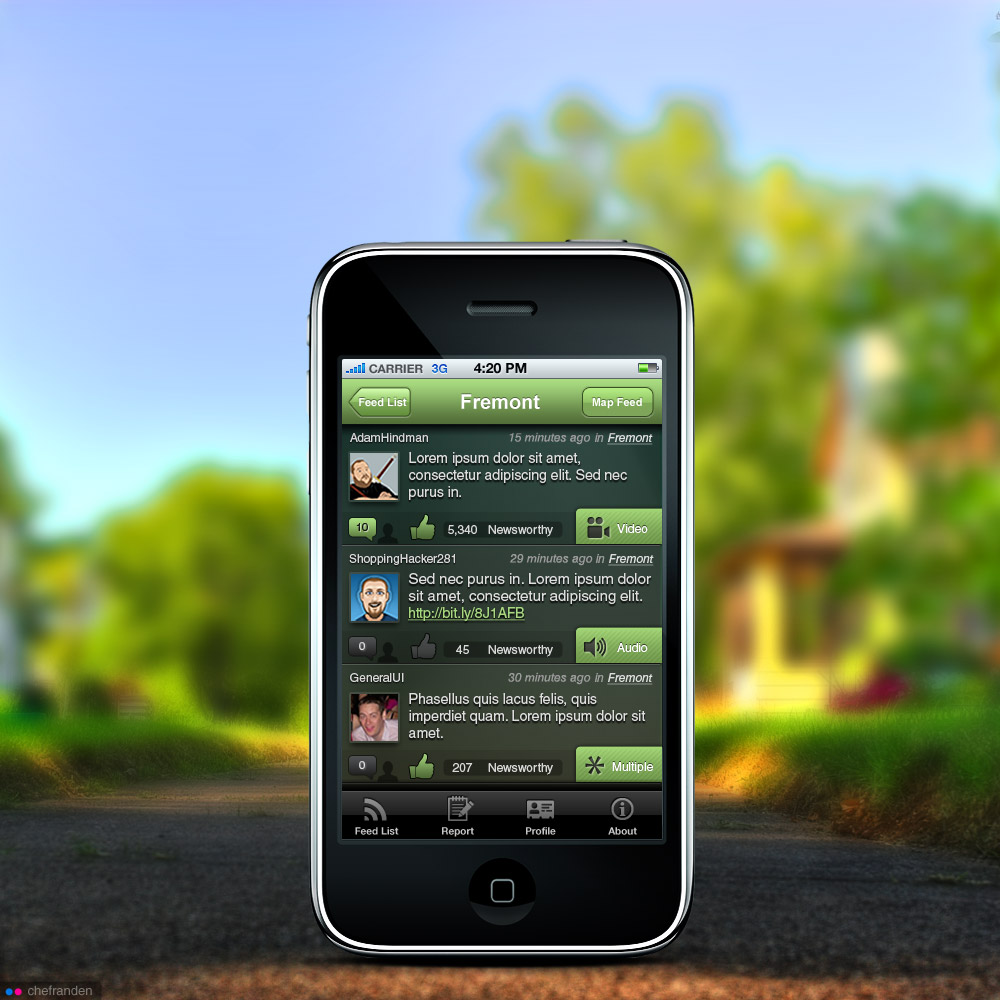 CARRIER 3G 4:20 PM
Feed List Fremont Map Feed
AdamHindman 15 minutes ago in Fremont
Lorem ipsum dolor sit amet,
consectetur adipiscing elit. Sed nec
purus in.
10 5,340 Newsworthy Video
ShoppingHacker281 29 minutes ago in Fremont
Sed nec purus in. Lorem ipsum dolor
sit amet, consectetur adipiscing elit.
http://bit.ly/8J1AFB
0 45 Newsworthy Audio
GeneralUI 30 minutes ago in Fremont
Phasellus quis lacus felis, quis
imperdiet quam. Lorem ipsum dolor sit
amet.
0 207 Newsworthy Multiple
Feed List Report Profile About
chefranden